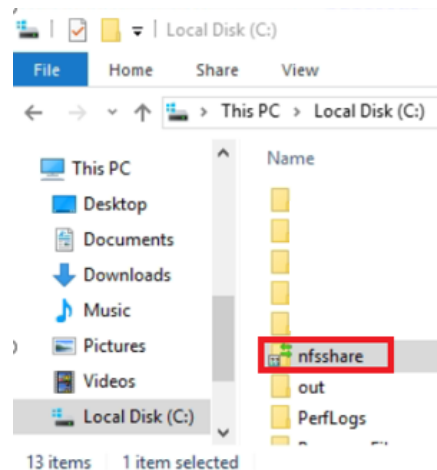 Local Disk (C:)
File Home Share View
This PC > Local Disk (C:)
Name
This PC
Desktop
Documents
Downloads
Music
Pictures
Videos
Local Disk (C:)
nfsshare
out
PerfLogs
13 items 1 item selected